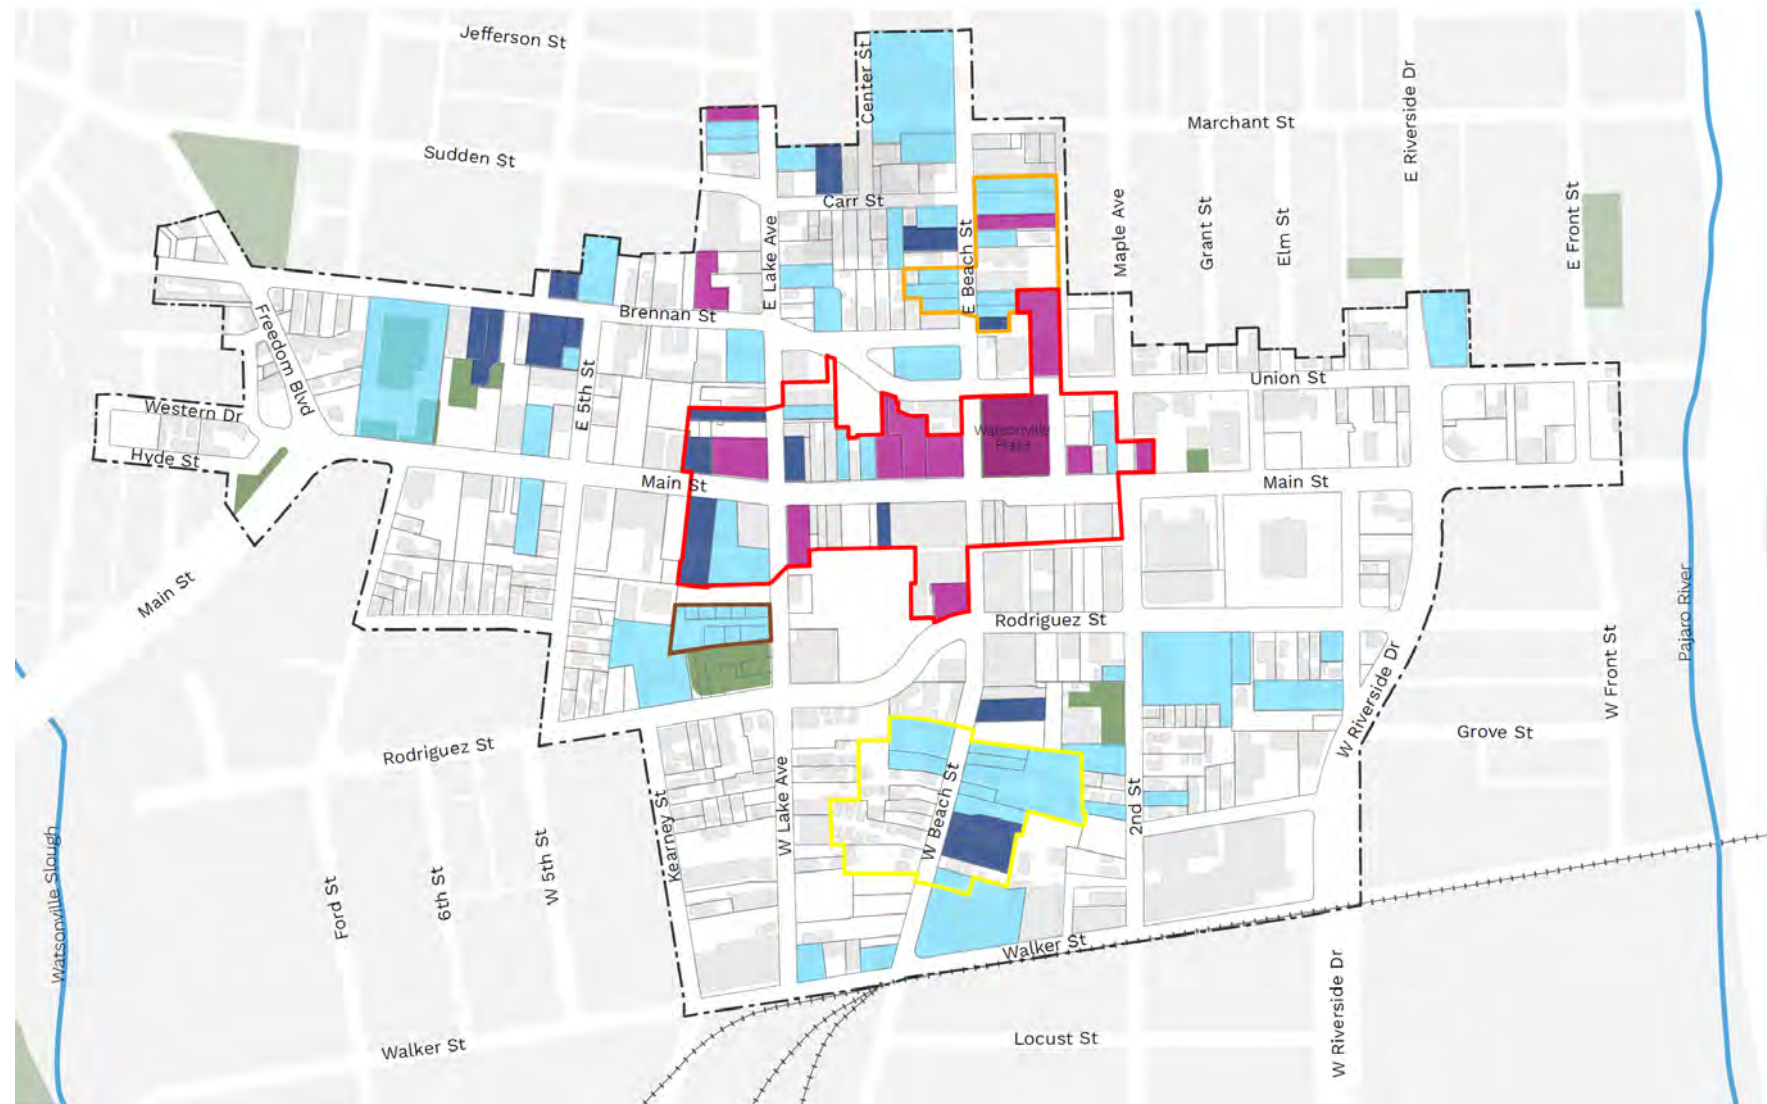 Jefferson St
Center St
Marchant St
E Riverside Dr
Sudden St
Carr St
E Lake Ave
E Beach St
Maple Ave
Grant St
Elm St
E Front St
Brennan St
Freedom Blvd
E 5th St
Union St
Western Dr
Hyde St
Watsonville
Plaza
Main St
Main St
Main St
Rodriguez St
Pajaro River
W Front St
W Riverside Dr
Grove St
Rodriguez St
Kearney St
W Lake Ave
W Beach St
2nd St
Watsonville Slough
Ford St
6th St
W 5th St
Walker St
Walker St
Locust St
W Riverside Dr